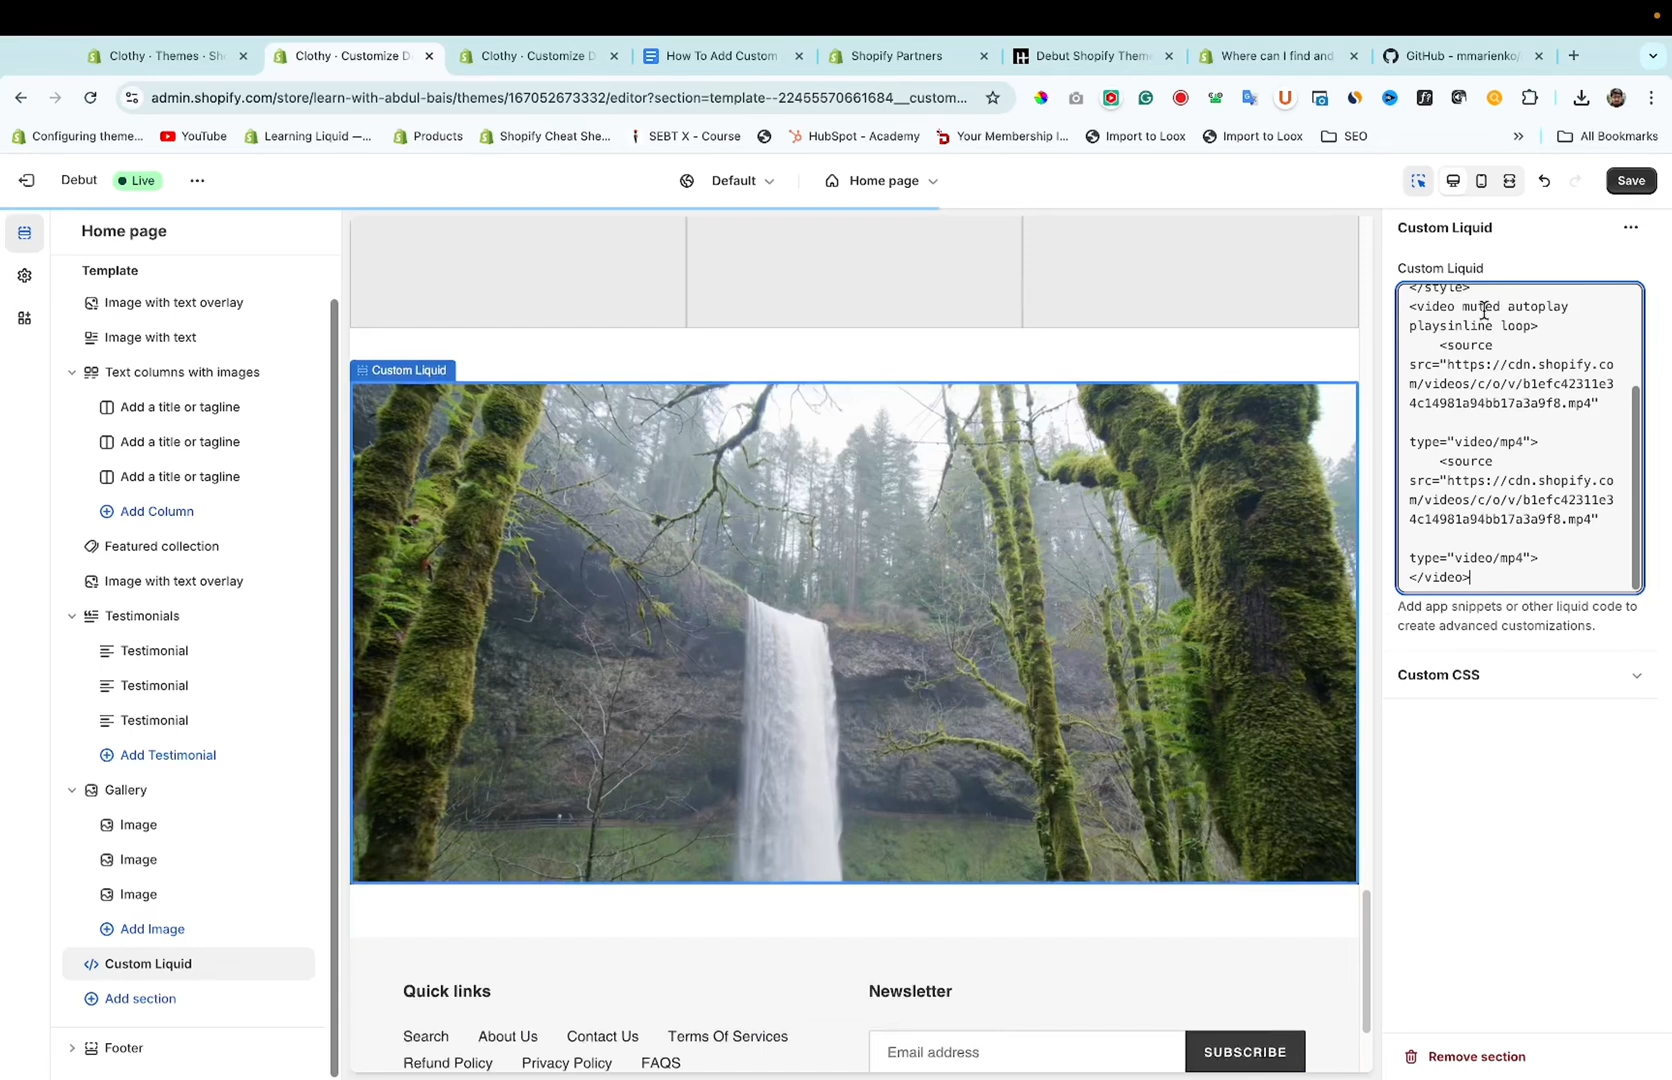 Clothy · Themes · Sho
Clothy · Customize D
Clothy · Customize D
How To Add Custom
Shopify Partners
Debut Shopify Theme
Where can I find and
GitHub - mmarienko/
admin.shopify.com/store/learn-with-abdul-bais/themes/167052673332/editor?section=template--22455570661684__custom...
Configuring theme...
YouTube
Learning Liquid —...
Products
Shopify Cheat She...
SEBT X - Course
HubSpot - Academy
Your Membership I...
Import to Loox
Import to Loox
SEO
All Bookmarks
Debut
Live
Default
Home page
Save
Home page
Template
Image with text overlay
Image with text
Text columns with images
Add a title or tagline
Add a title or tagline
Add a title or tagline
Add Column
Featured collection
Image with text overlay
Testimonials
Testimonial
Testimonial
Testimonial
Add Testimonial
Gallery
Image
Image
Image
Add Image
Custom Liquid
Add section
Footer
Custom Liquid
Quick links
Search About Us Contact Us Terms Of Services
Refund Policy Privacy Policy FAQS
Newsletter
Email address
SUBSCRIBE
Custom Liquid
Custom Liquid
</style>
<video muted autoplay
playsinline loop>
<source
src="https://cdn.shopify.co
m/videos/c/o/v/b1efc42311e3
4c14981a94bb17a3a9f8.mp4"
type="video/mp4">
<source
src="https://cdn.shopify.co
m/videos/c/o/v/b1efc42311e3
4c14981a94bb17a3a9f8.mp4"
type="video/mp4">
</video>
Add app snippets or other liquid code to
create advanced customizations.
Custom CSS
Remove section